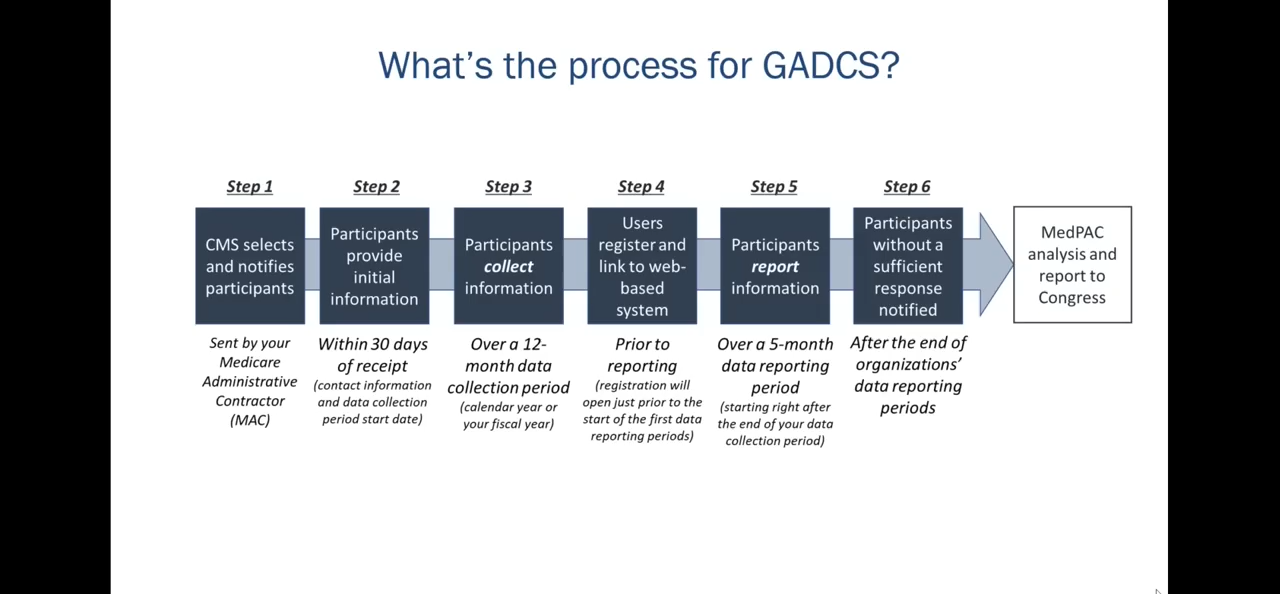 What's the process for GADCS?
Step 1
CMS selects
and notifies
participants
Sent by your
Medicare
Administrative
Contractor
(MAC)
Step 2
Participants
provide
initial
information
Within 30 days
of receipt
(contact information
and data collection
period start date)
Step 3
Participants
collect
information
Over a 12-
month data
collection period
(calendar year or
your fiscal year)
Step 4
Users
register and
link to web-
based
system
Prior to
reporting
(registration will
open just prior to the
start of the first data
reporting periods)
Step 5
Participants
report
information
Over a 5-month
data reporting
period
(starting right after
the end of your data
collection period)
Step 6
Participants
without a
sufficient
response
notified
After the end of
organizations'
data reporting
periods
MedPAC
analysis and
report to
Congress